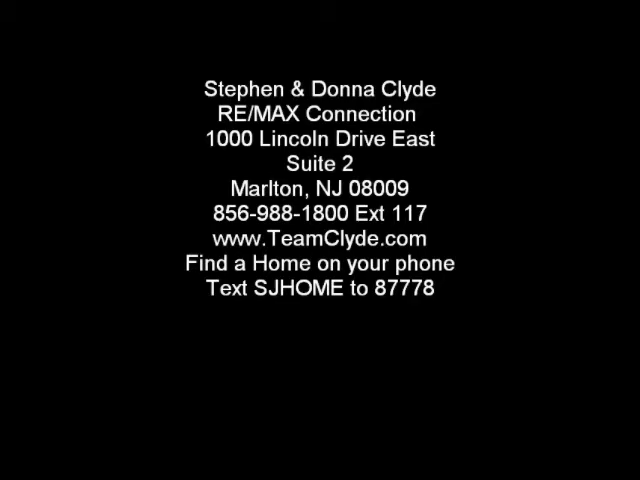 Stephen & Donna Clyde
RE/MAX Connection
1000 Lincoln Drive East
Suite 2
Marlton, NJ 08009
856-988-1800 Ext 117
www.TeamClyde.com
Find a Home on your phone
Text SJHOME to 87778